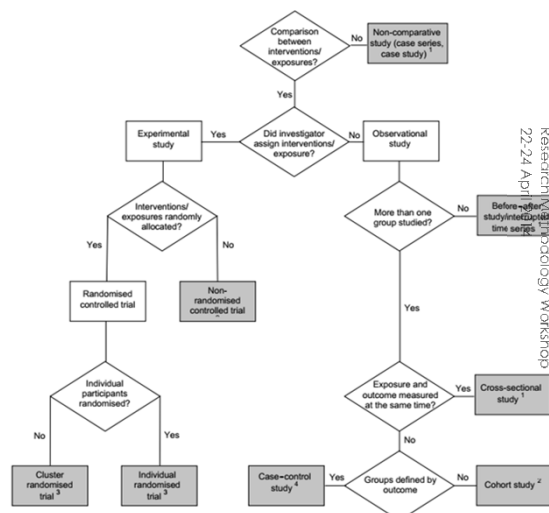 Comparison
between
interventions/
exposures?
No
Non-comparative
study (case series,
case study) 1
Yes
Experimental
study
Yes
Did investigator
assign interventions/
exposure?
No
Observational
study
Interventions/
exposures randomly
allocated?
More than one
group studied?
No
Before-after
study/interrupted
time series
Research Methodology Workshop
22-24 April
Yes
No
Randomised
controlled trial
Non-
randomised
controlled trial
Yes
Individual
participants
randomised?
Exposure and
outcome measured
at the same time?
Yes
Cross-sectional
study 1
No
Yes
No
Cluster
randomised
trial 3
Individual
randomised
trial 3
Case-control
study 4
Yes
Groups defined by
outcome
No
Cohort study 2